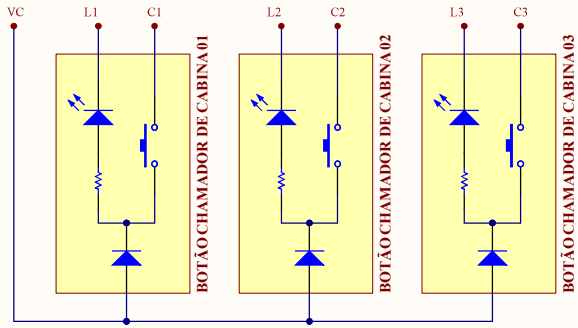 VC L1 C1 L2 C2 L3 C3
BOTÃO CHAMADOR DE CABINA 01
BOTÃO CHAMADOR DE CABINA 02
BOTÃO CHAMADOR DE CABINA 03